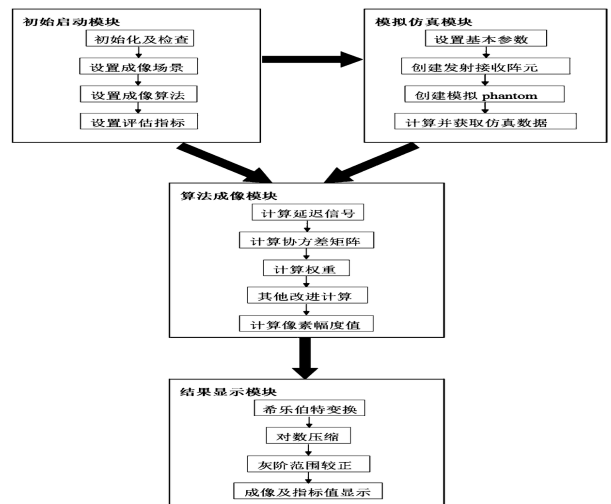 初始启动模块
初始化及检查
设置成像场景
设置成像算法
设置评估指标
模拟仿真模块
设置基本参数
创建发射接收阵元
创建模拟 phantom
计算并获取仿真数据
算法成像模块
计算延迟信号
计算协方差矩阵
计算权重
其他改进计算
计算像素幅度值
结果显示模块
希乐伯特变换
对数压缩
灰阶范围较正
成像及指标值显示